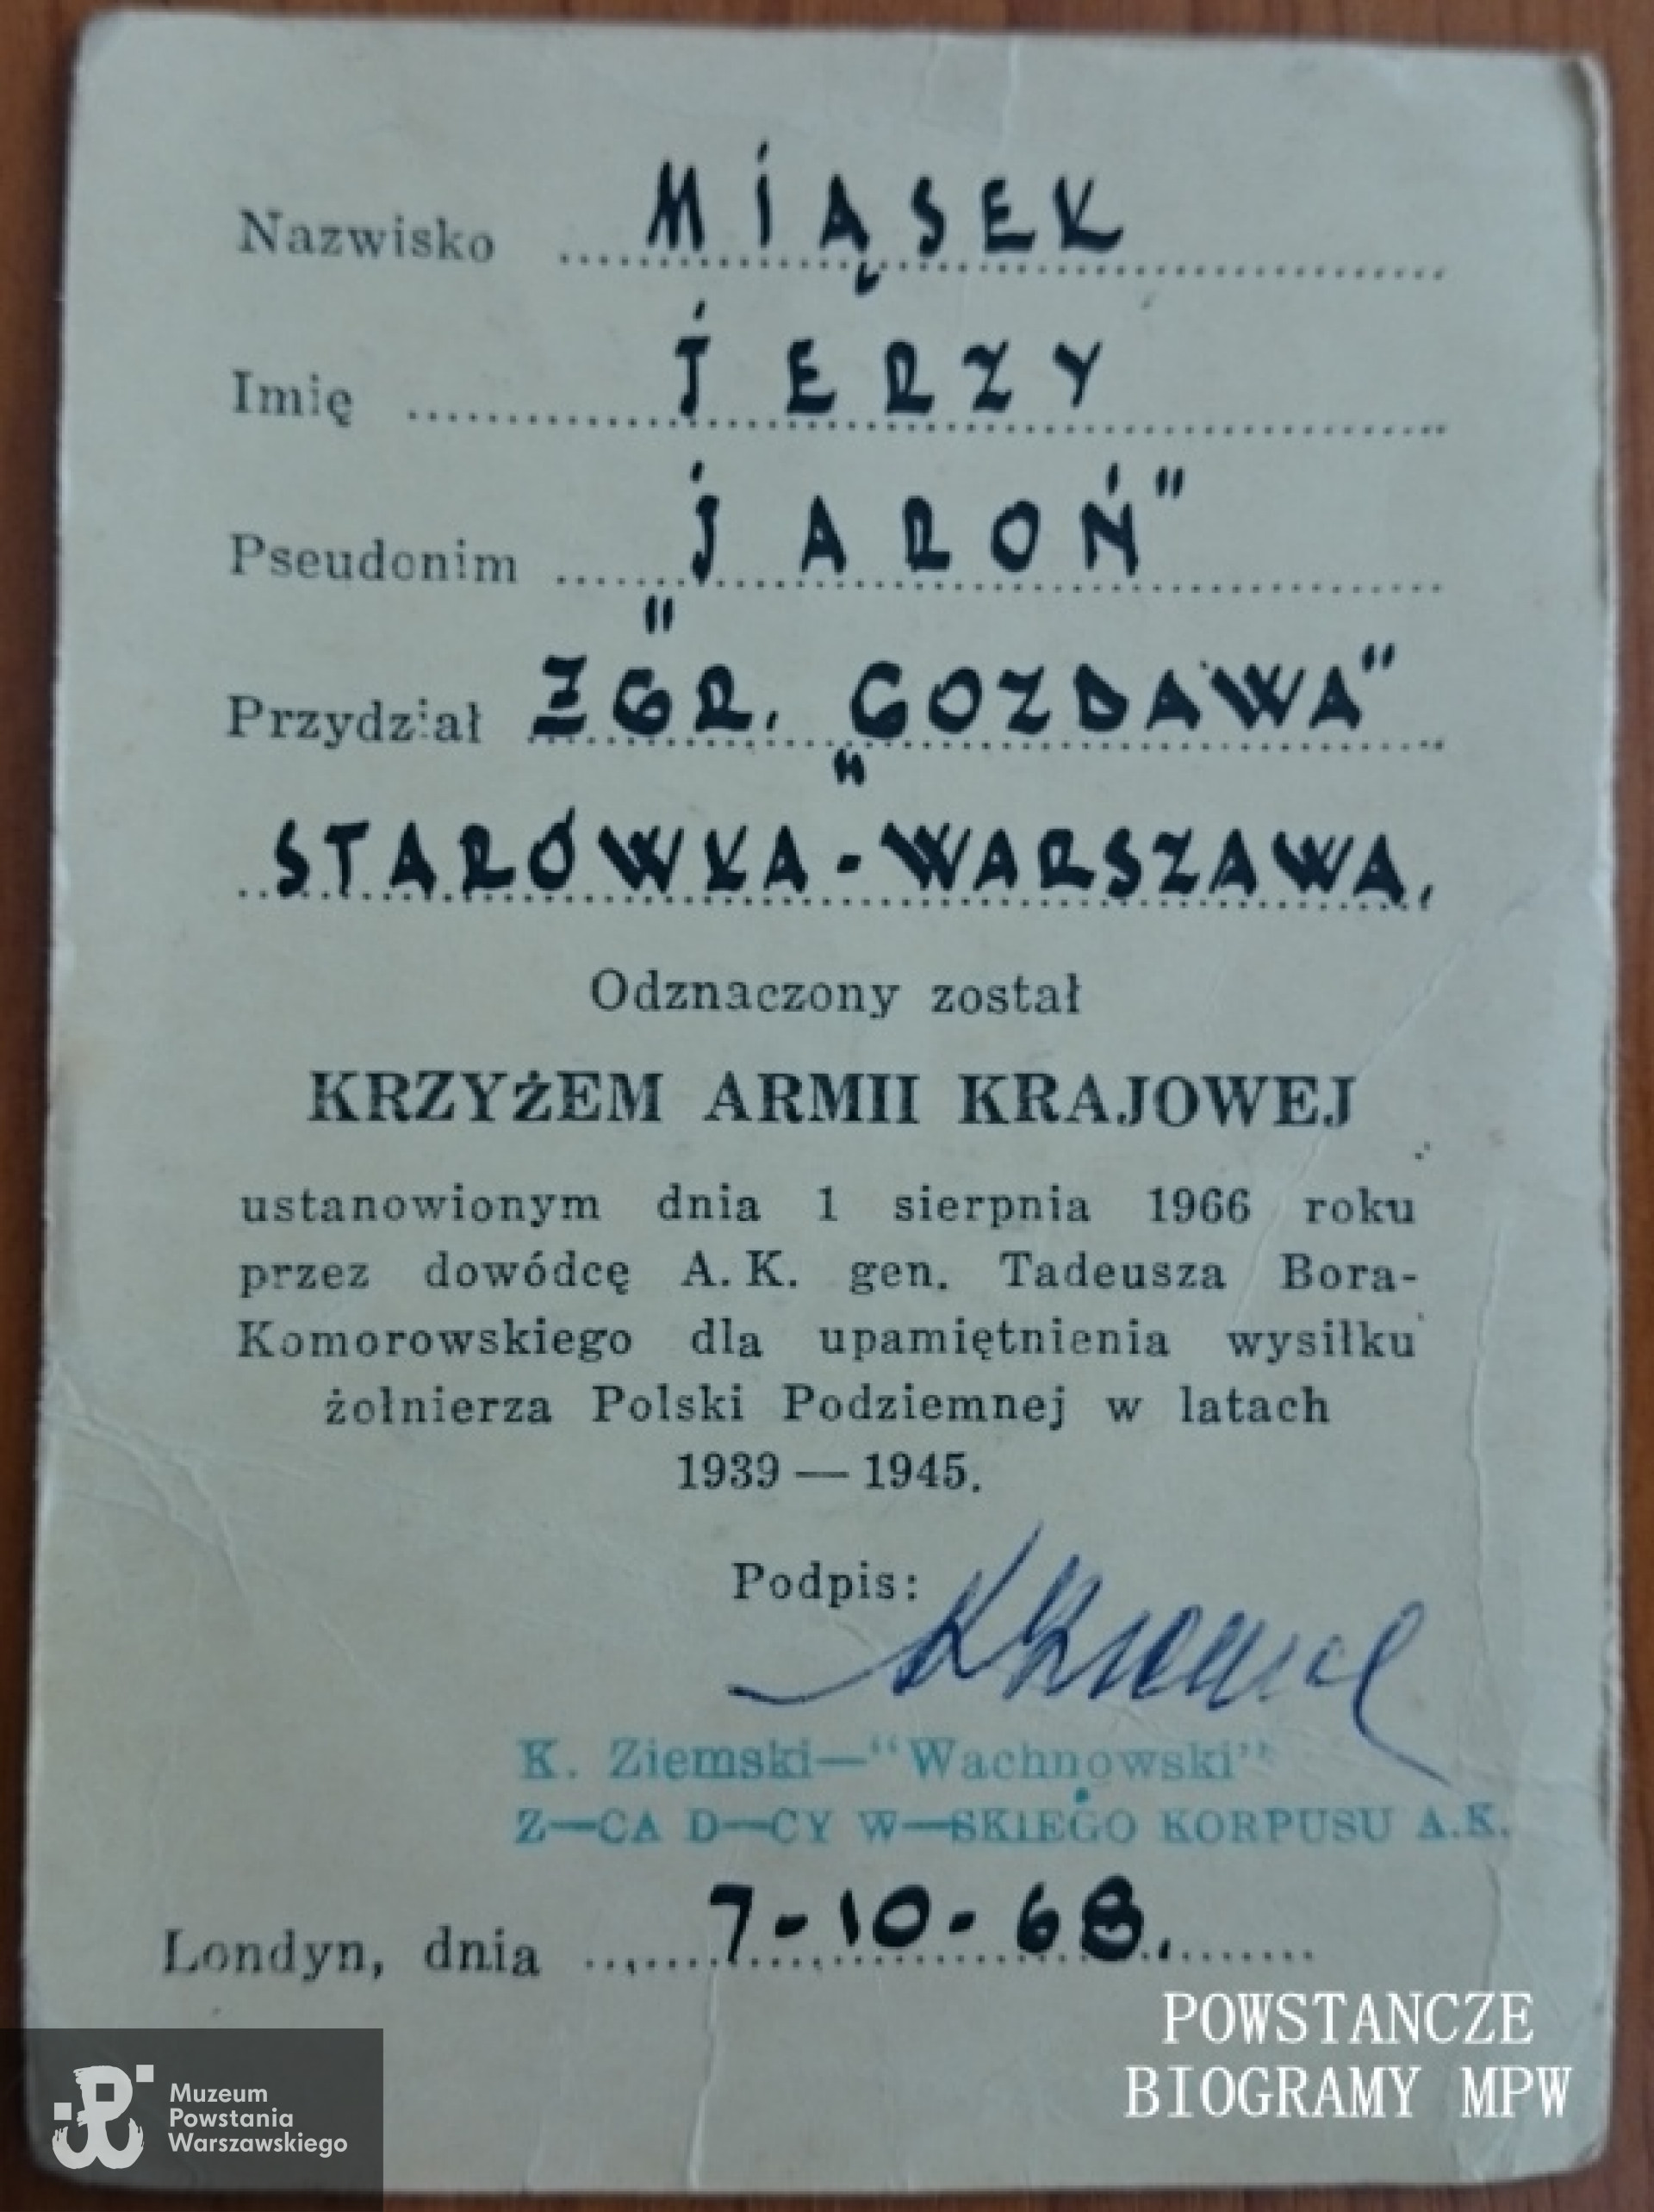 Nazwisko MIĄSEK
Imię JERZY
Pseudonim "JAROŃ"
Przydział ZGR. "GOZDAWA"
STARÓWKA-WARSZAWA.
Odznaczony został
KRZYŻEM ARMII KRAJOWEJ
ustanowionym dnia 1 sierpnia 1966 roku
przez dowódcę A. K. gen. Tadeusza Bora-
Komorowskiego dla upamiętnienia wysiłku
żołnierza Polski Podziemnej w latach
1939 — 1945.
Podpis:
K. Ziemski—"Wachnowski"
Z—CA D—CY W—SKIEGO KORPUSU A.K.
Londyn, dnia 7-10-68.
POWSTANCZE
BIOGRAMY MPW
Muzeum
Powstania
Warszawskiego